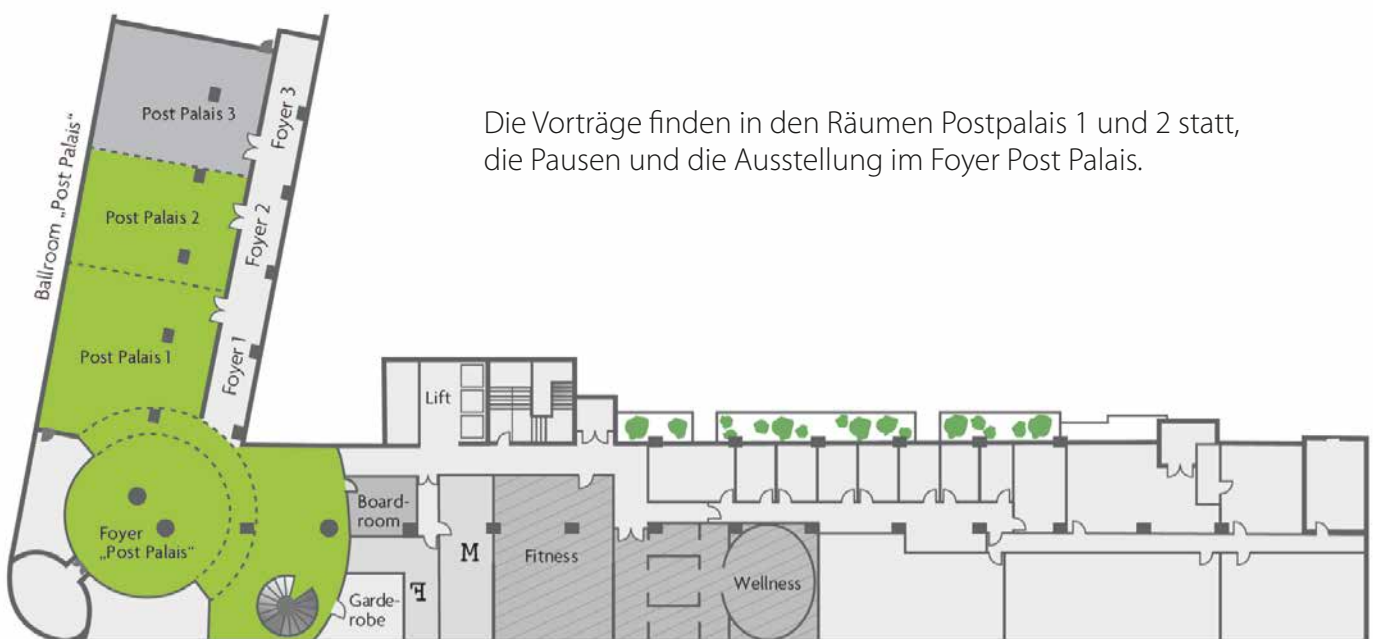 Die Vorträge finden in den Räumen Postpalais 1 und 2 statt,
die Pausen und die Ausstellung im Foyer Post Palais.
Ballroom „Post Palais“
Post Palais 3
Foyer 3
Post Palais 2
Foyer 2
Post Palais 1
Foyer 1
Lift
Board-
room
Foyer
„Post Palais“
M
F
Fitness
Wellness
Garde-
robe